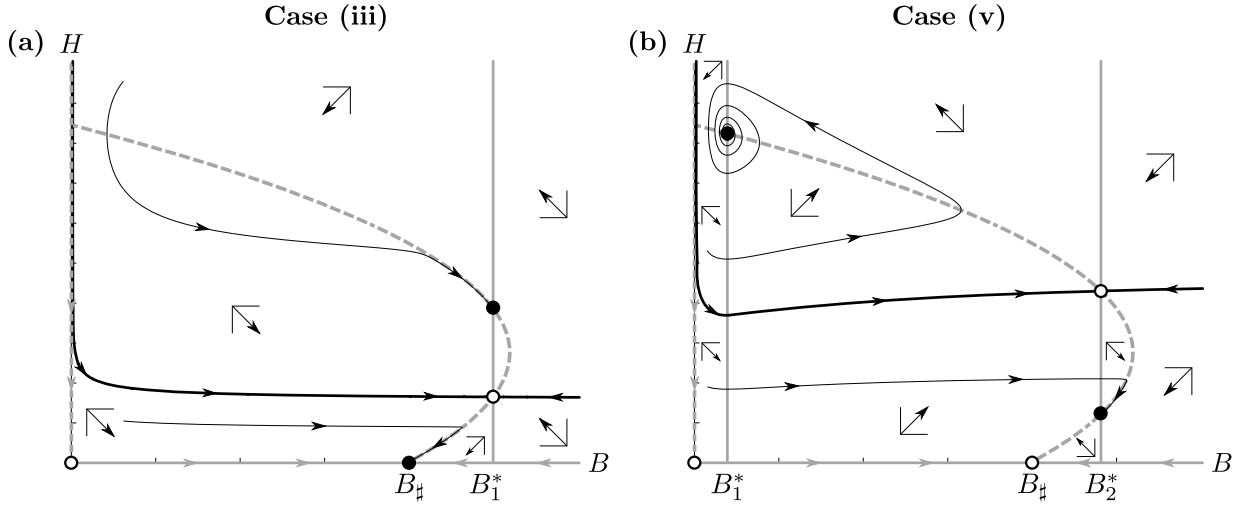 Case (iii)
Case (v)
(a)
H
(b)
H
B
B
B♯
B₁*
B₁*
B♯
B₂*